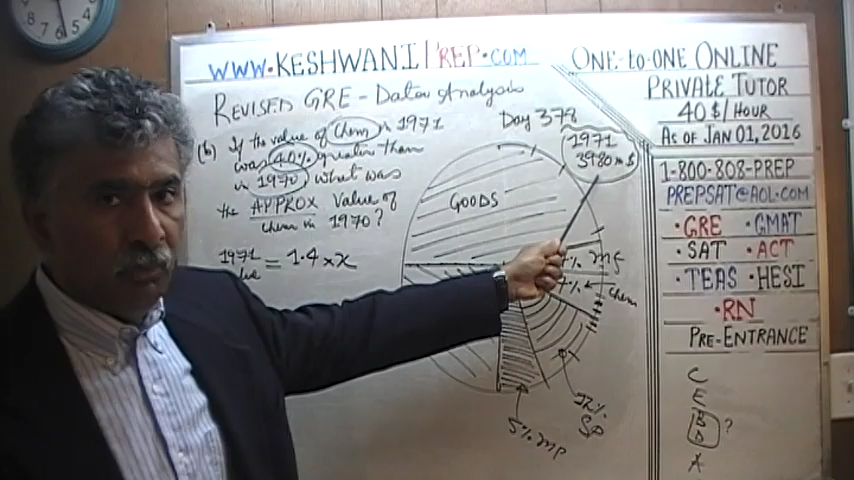 WWW.KESHWANIPREP.COM
REVISED GRE - Data Analysis
Day 378
(b) If the value of Chem in 1971
was 40% greater than
in 1970, what was
the APPROX value of
chem in 1970?
1971
= 1.4 × x
1971
3980 m $
GOODS
% mg
% ← Chem
12%
SP
5% MP
ONE-to-ONE ONLINE
PRIVATE TUTOR
40 $/HOUR
AS OF JAN 01, 2016
1-800-808-PREP
PREPSAT@AOL.COM
•GRE •GMAT
•SAT •ACT
•TEAS •HESI
•RN
PRE-ENTRANCE
C
E
B
D ?
A